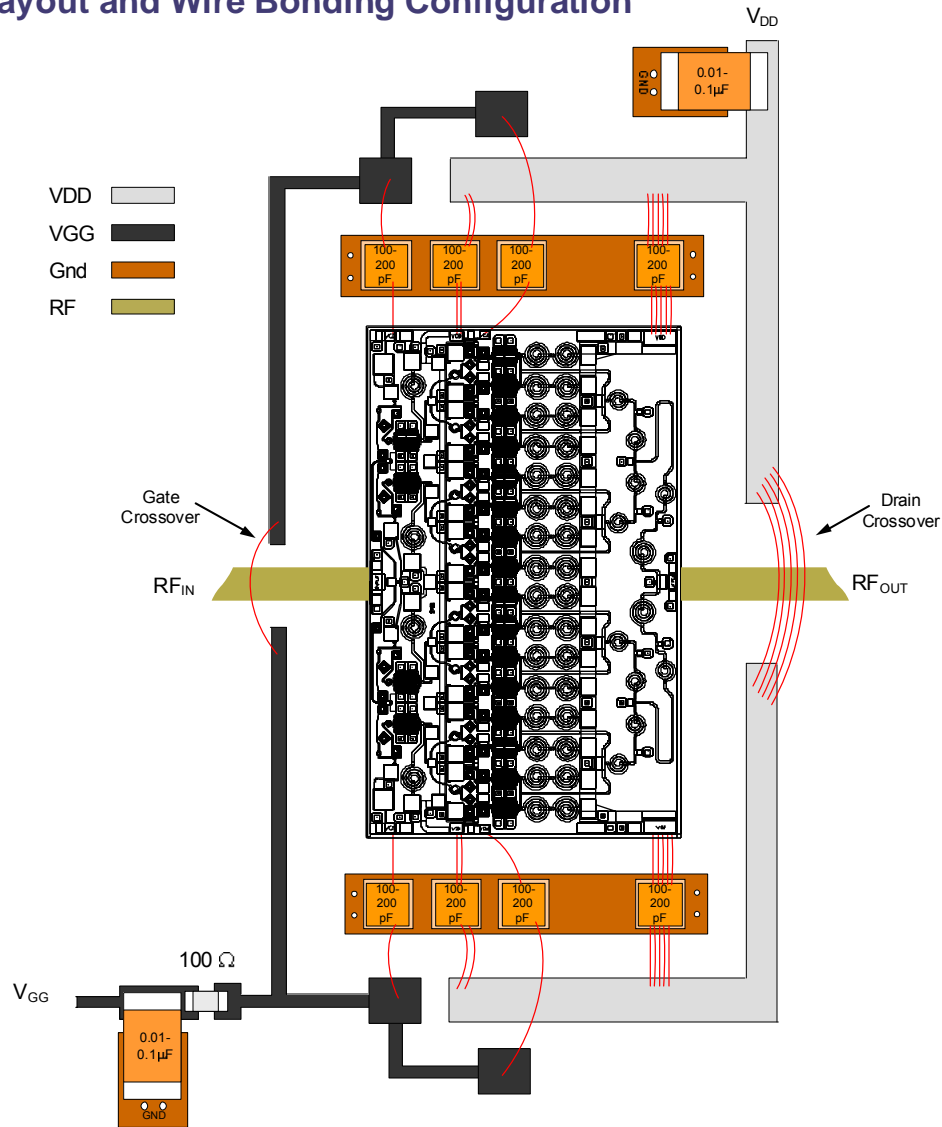 ayout and Wire Bonding Configuration
VDD
GND
0.01-
0.1µF
VDD
VGG
Gnd
RF
100-
200
pF
100-
200
pF
100-
200
pF
100-
200
pF
Gate
Crossover
Drain
Crossover
RFIN
RFOUT
100-
200
pF
100-
200
pF
100-
200
pF
100-
200
pF
100 Ω
VGG
0.01-
0.1µF
GND